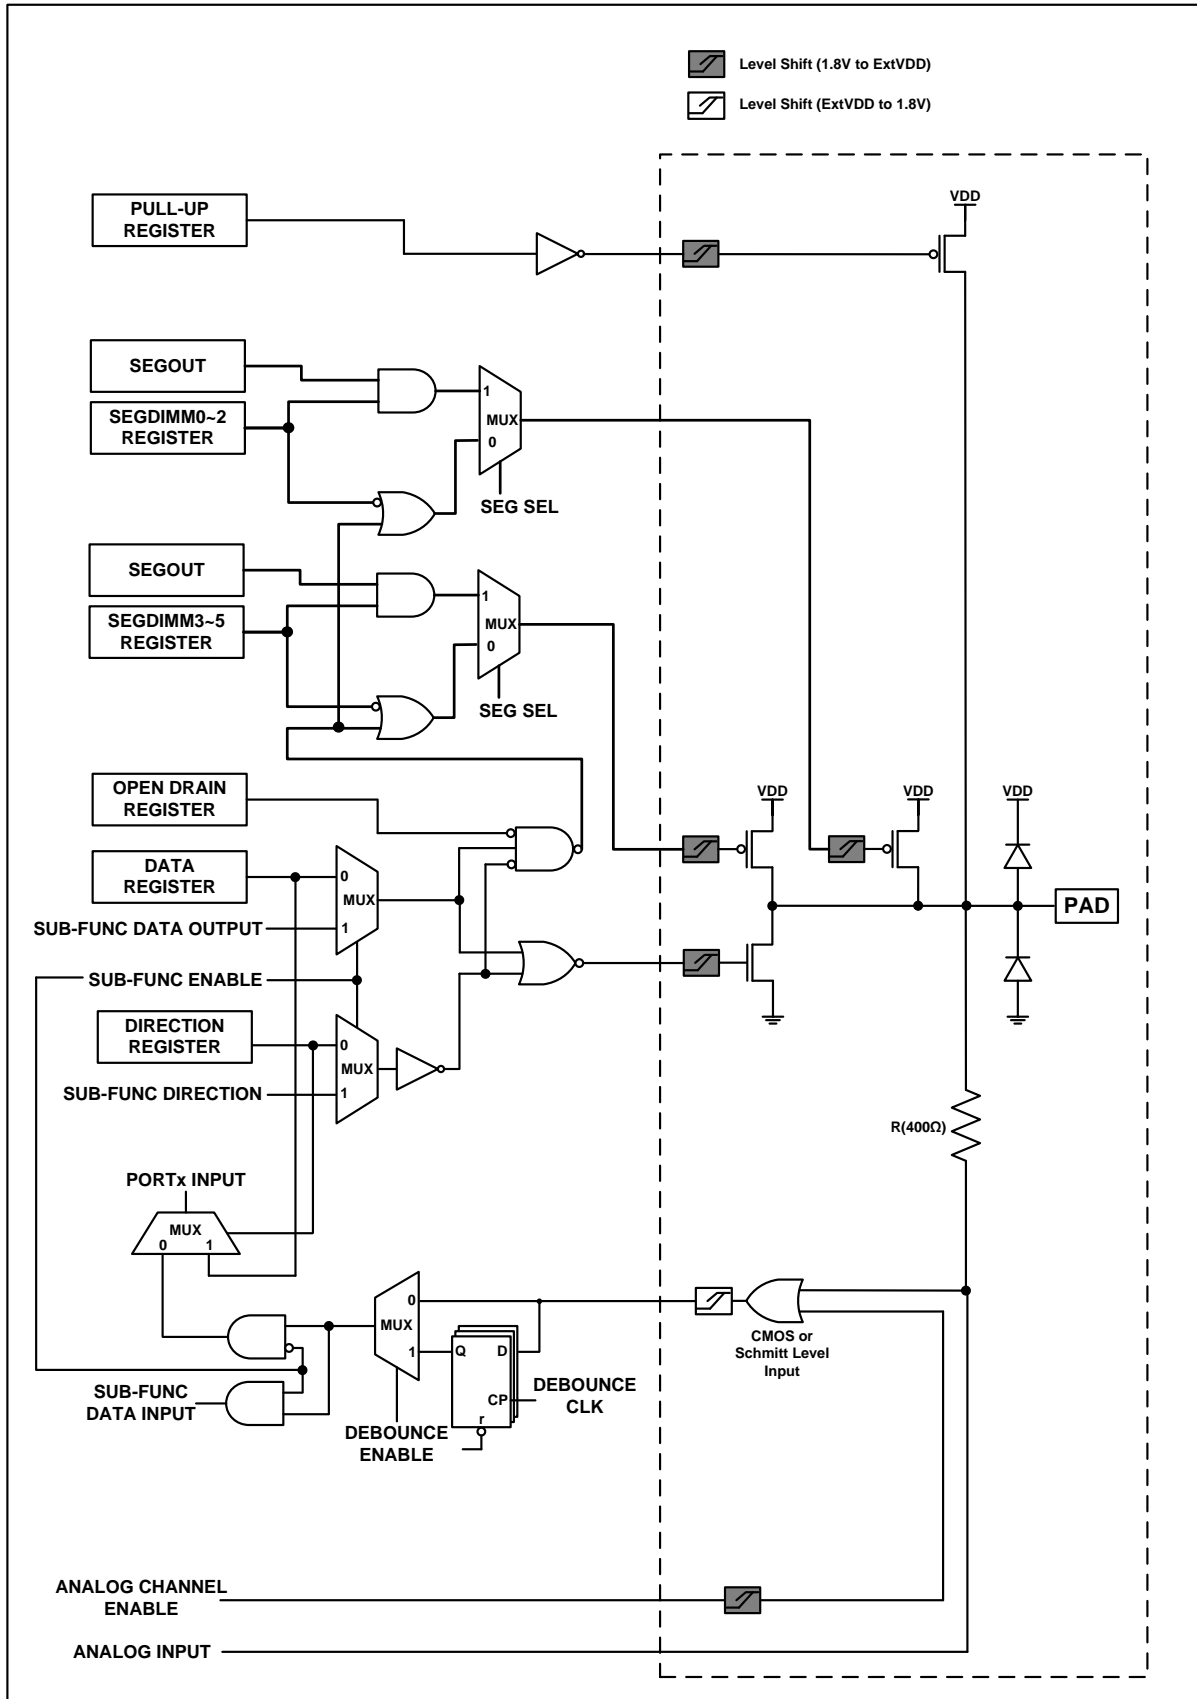 Level Shift (1.8V to ExtVDD)
Level Shift (ExtVDD to 1.8V)
VDD
PULL-UP
REGISTER
SEGOUT
1
SEGDIMM0~2
REGISTER
MUX
0
SEG SEL
SEGOUT
1
SEGDIMM3~5
REGISTER
MUX
0
SEG SEL
OPEN DRAIN
REGISTER
VDD
VDD
VDD
DATA
REGISTER
0
MUX
1
SUB-FUNC DATA OUTPUT
PAD
SUB-FUNC ENABLE
DIRECTION
REGISTER
0
MUX
1
SUB-FUNC DIRECTION
R(400Ω)
PORTx INPUT
MUX
0
1
0
MUX
1
Q
D
CP
r
CMOS or
Schmitt Level
Input
SUB-FUNC
DATA INPUT
DEBOUNCE
CLK
DEBOUNCE
ENABLE
ANALOG CHANNEL
ENABLE
ANALOG INPUT